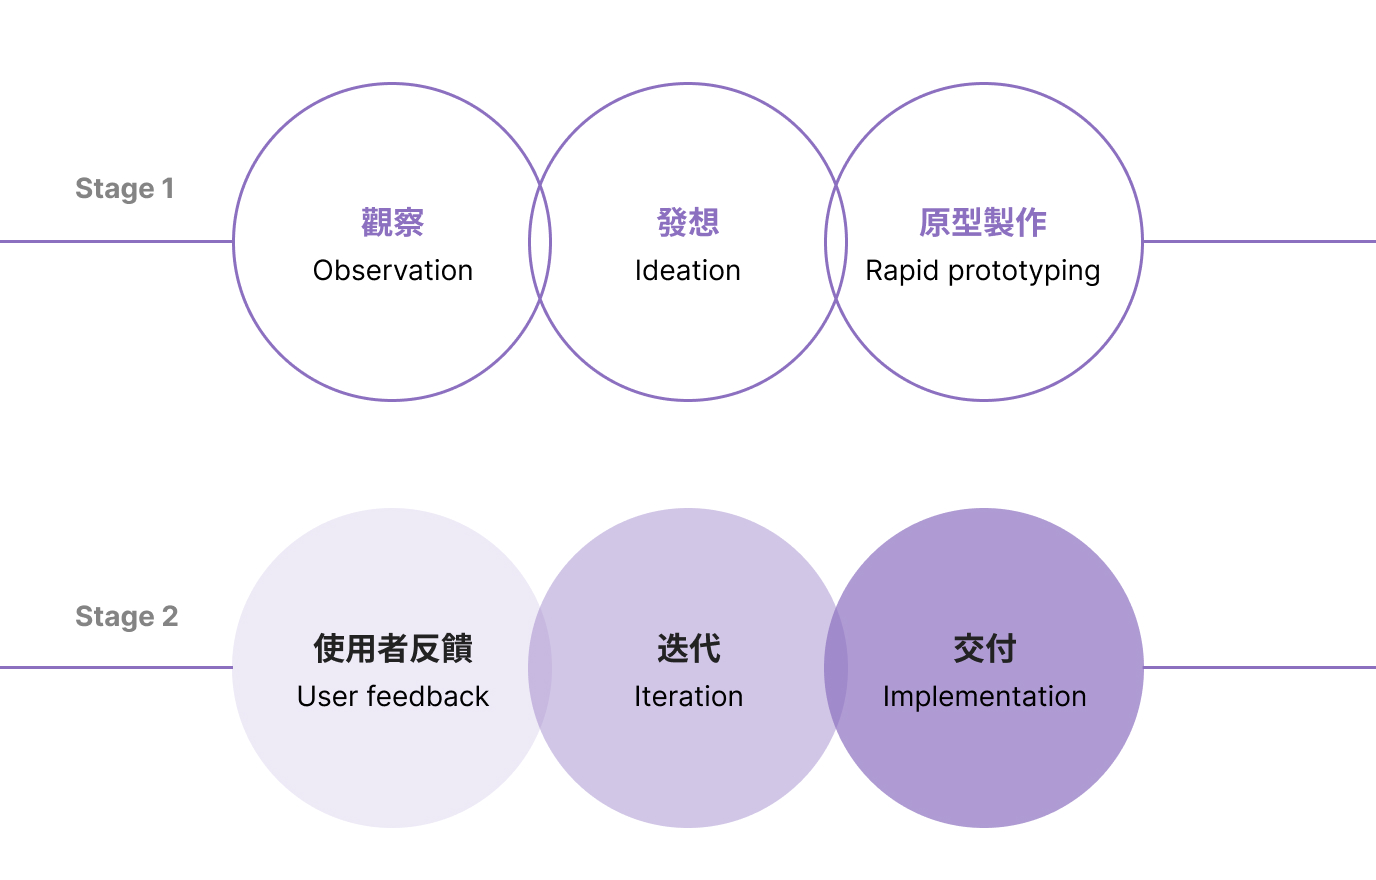 Stage 1
觀察
Observation
發想
Ideation
原型製作
Rapid prototyping
Stage 2
使用者反饋
User feedback
迭代
Iteration
交付
Implementation